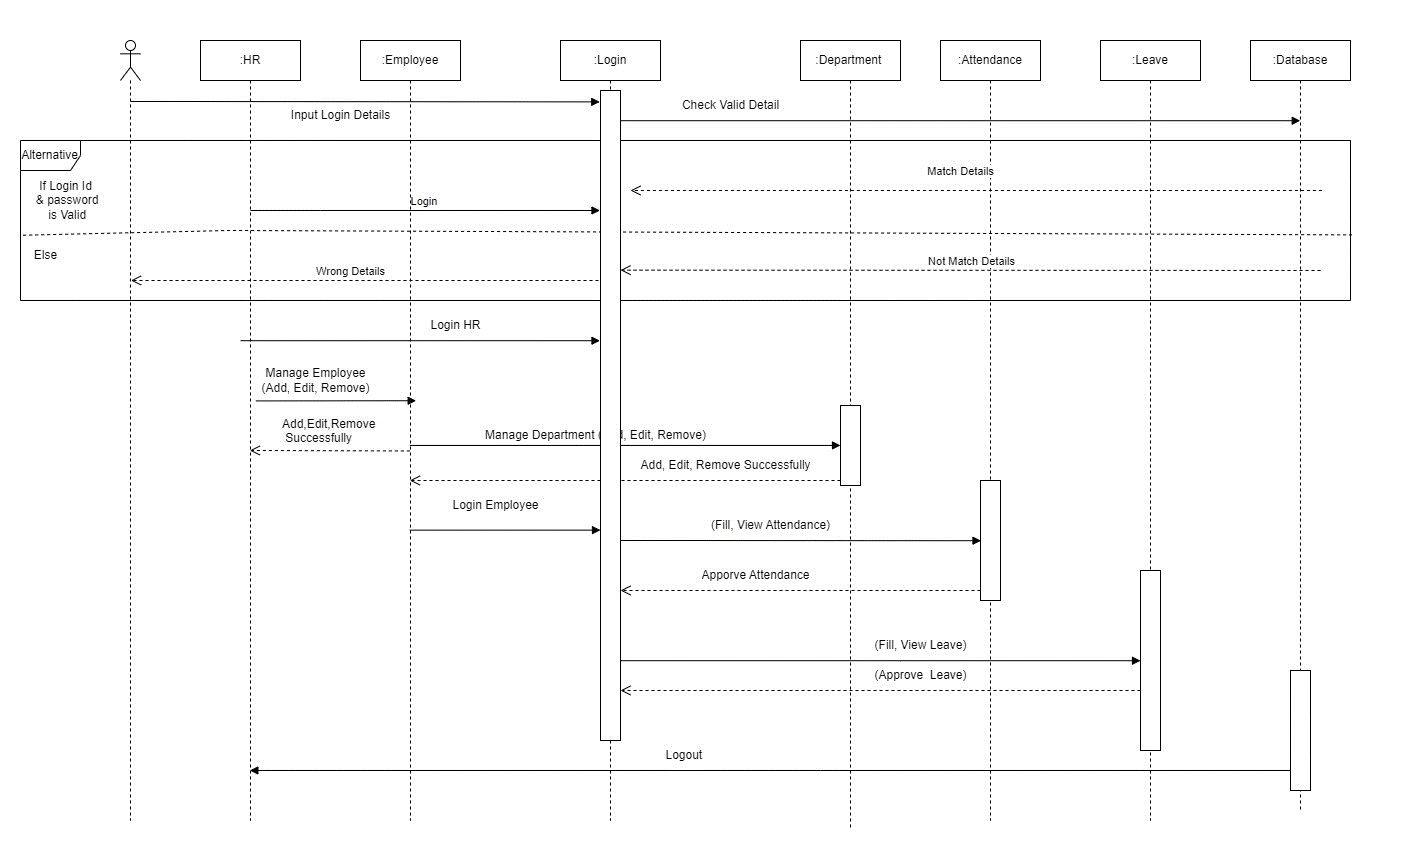 :HR
:Employee
:Login
:Department
:Attendance
:Leave
:Database
Input Login Details
Check Valid Detail
Alternative
If Login Id
& password
is Valid
Match Details
Login
Else
Not Match Details
Wrong Details
Login HR
Manage Employee
(Add, Edit, Remove)
Add,Edit,Remove
Successfully
Manage Department ( , Edit, Remove)
Add, Edit, Remove Successfully
Login Employee
(Fill, View Attendance)
Apporve Attendance
(Fill, View Leave)
(Approve  Leave)
Logout